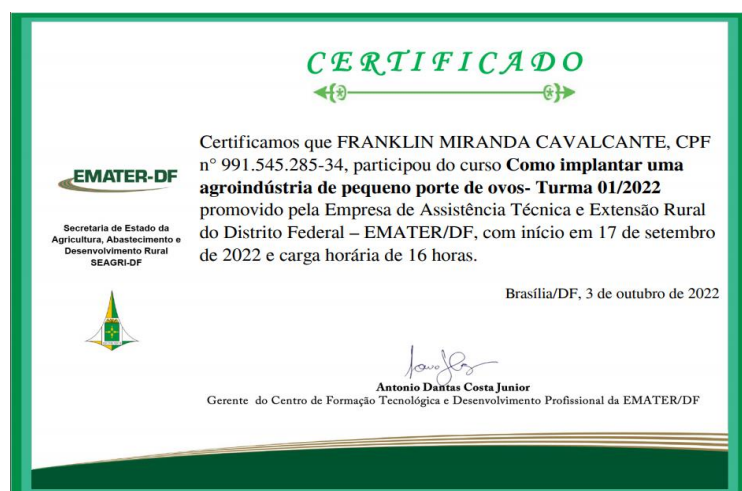 CERTIFICADO
Certificamos que FRANKLIN MIRANDA CAVALCANTE, CPF
n° 991.545.285-34, participou do curso Como implantar uma
agroindústria de pequeno porte de ovos- Turma 01/2022
promovido pela Empresa de Assistência Técnica e Extensão Rural
do Distrito Federal – EMATER/DF, com início em 17 de setembro
de 2022 e carga horária de 16 horas.
EMATER-DF
Secretaria de Estado da
Agricultura, Abastecimento e
Desenvolvimento Rural
SEAGRI-DF
Brasília/DF, 3 de outubro de 2022
Antonio Dantas Costa Junior
Gerente do Centro de Formação Tecnológica e Desenvolvimento Profissional da EMATER/DF